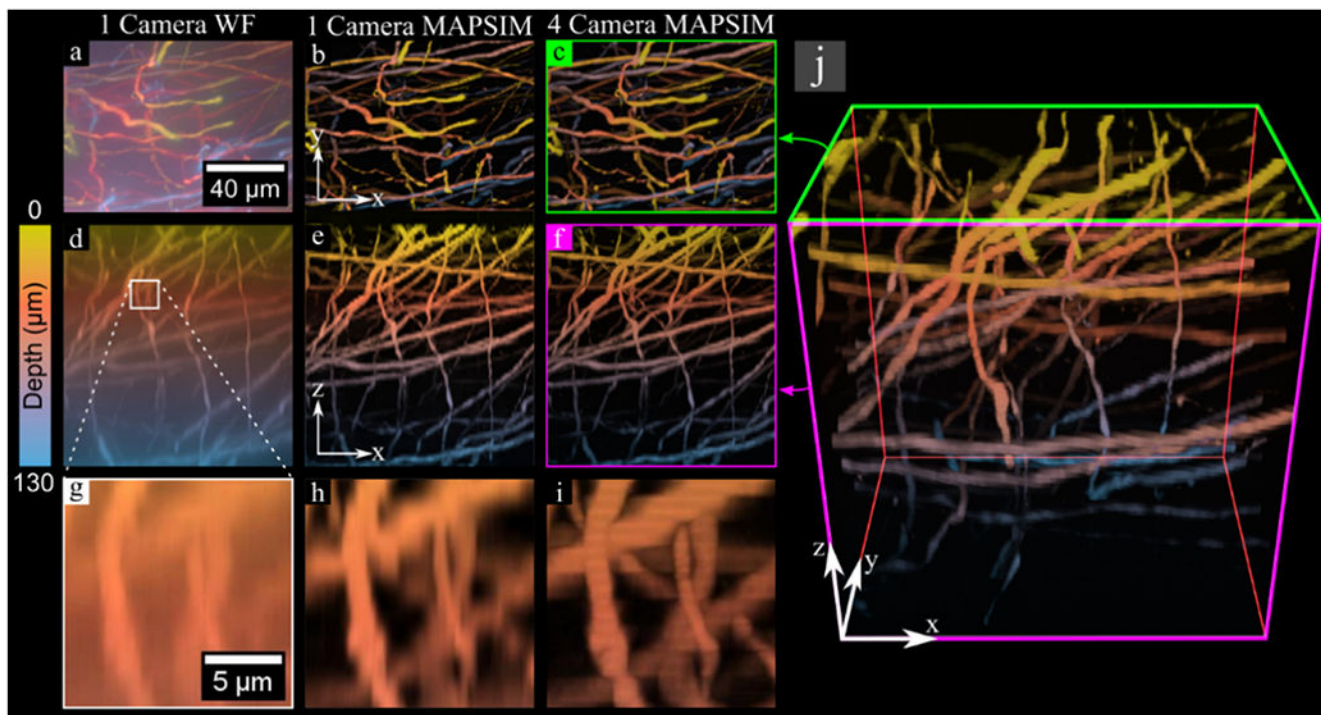 1 Camera WF 1 Camera MAPSIM 4 Camera MAPSIM
a b c j
y
40 µm
x
0
d e f
Depth (µm)
z
x
130
g h i
z
y
x
5 µm